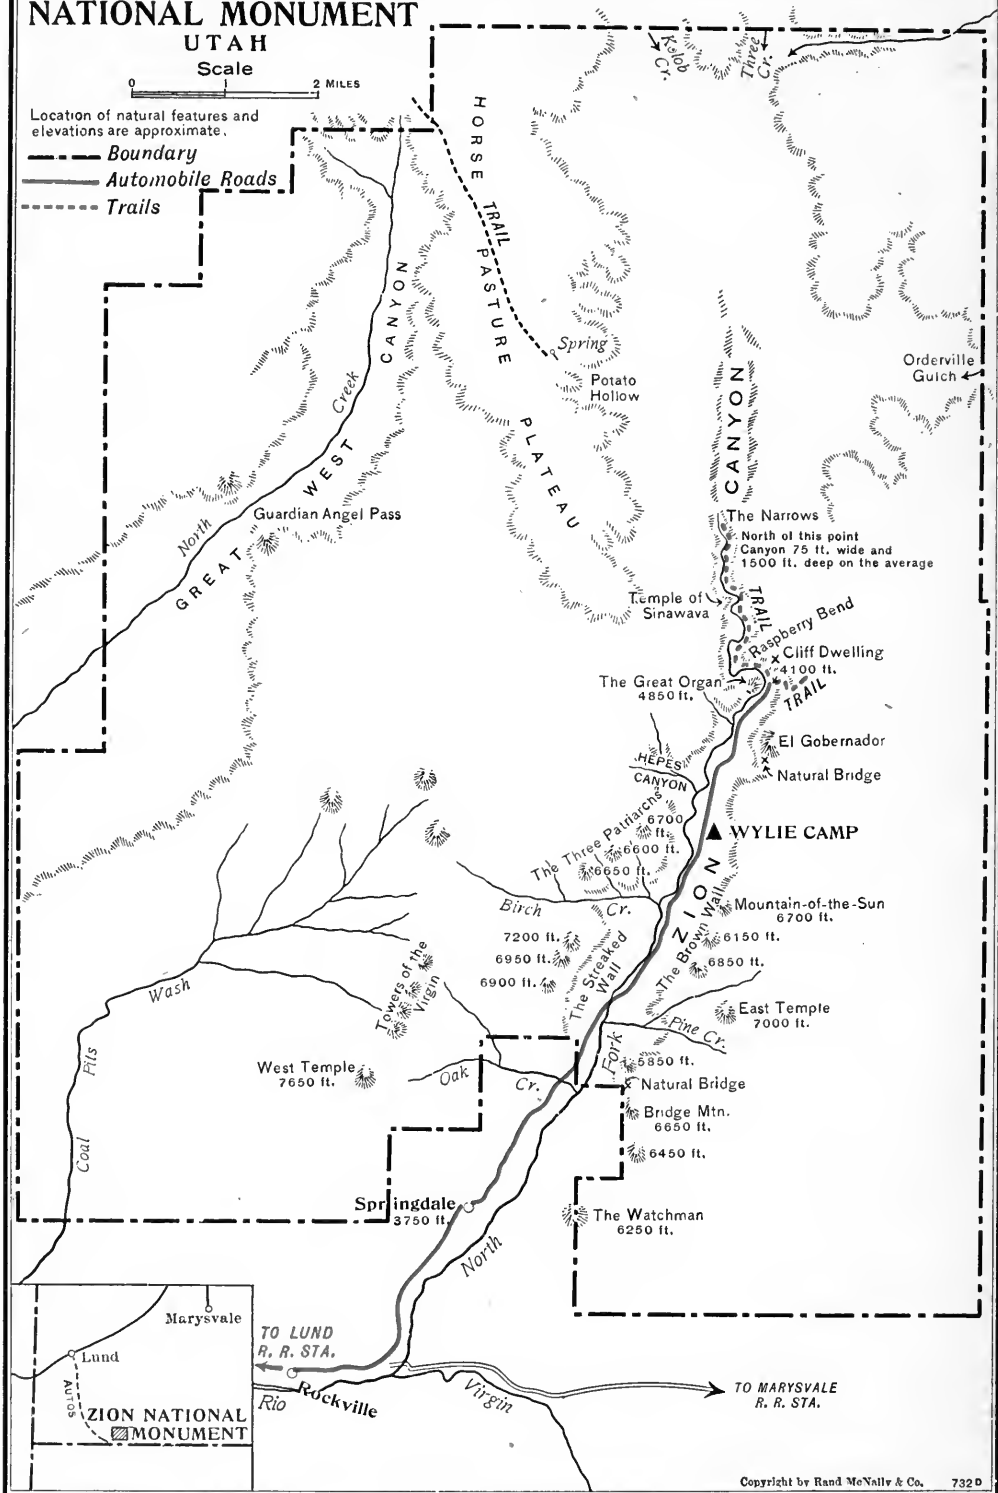 NATIONAL MONUMENT
UTAH
Scale
0 1 2 MILES
Location of natural features and
elevations are approximate.
Boundary
Automobile Roads
Trails
Kolob
Cr.
Three
Cr.
HORSE
TRAIL
PASTURE
PLATEAU
Spring
Potato
Hollow
Orderville
Gulch
GREAT WEST CANYON
North Creek
Guardian Angel Pass
CANYON
The Narrows
North of this point
Canyon 75 ft. wide and
1500 ft. deep on the average
Temple of
Sinawava
TRAIL
Raspberry Bend
Cliff Dwelling
4100 ft.
The Great Organ
4850 ft.
TRAIL
El Gobernador
Natural Bridge
HEPES
CANYON
The Three Patriarchs
6700
ft.
6600 ft.
6650 ft.
WYLIE CAMP
ZION
Birch Cr.
Mountain-of-the-Sun
6700 ft.
7200 ft.
6950 ft.
6900 ft.
The Streaked
Wall
The Brown Wall
6150 ft.
6850 ft.
Towers of the
Virgin
East Temple
7000 ft.
Pine Cr.
Coal Pils Wash
West Temple
7650 ft.
Oak Cr.
North Fork
5850 ft.
Natural Bridge
Bridge Mtn.
6650 ft.
6450 ft.
Springdale
3750 ft.
The Watchman
6250 ft.
Marysvale
Lund
AUTOS
ZION NATIONAL
MONUMENT
TO LUND
R. R. STA.
Rockville
Rio Virgin
TO MARYSVALE
R. R. STA.
Copyright by Rand McNally & Co. 732 D